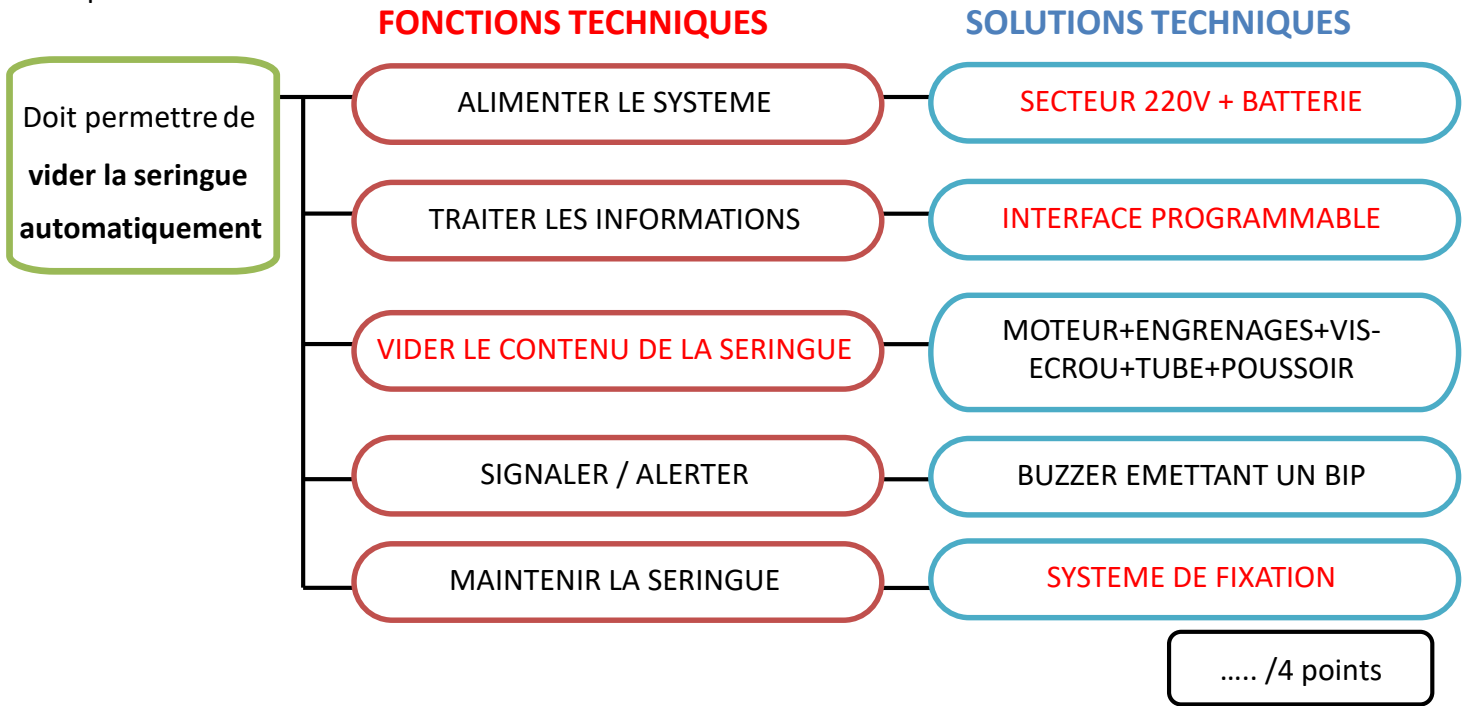 FONCTIONS TECHNIQUES
SOLUTIONS TECHNIQUES
Doit permettre de
vider la seringue
automatiquement
ALIMENTER LE SYSTEME
SECTEUR 220V + BATTERIE
TRAITER LES INFORMATIONS
INTERFACE PROGRAMMABLE
VIDER LE CONTENU DE LA SERINGUE
MOTEUR+ENGRENAGES+VIS-
ECROU+TUBE+POUSSOIR
SIGNALER / ALERTER
BUZZER EMETTANT UN BIP
MAINTENIR LA SERINGUE
SYSTEME DE FIXATION
..... /4 points